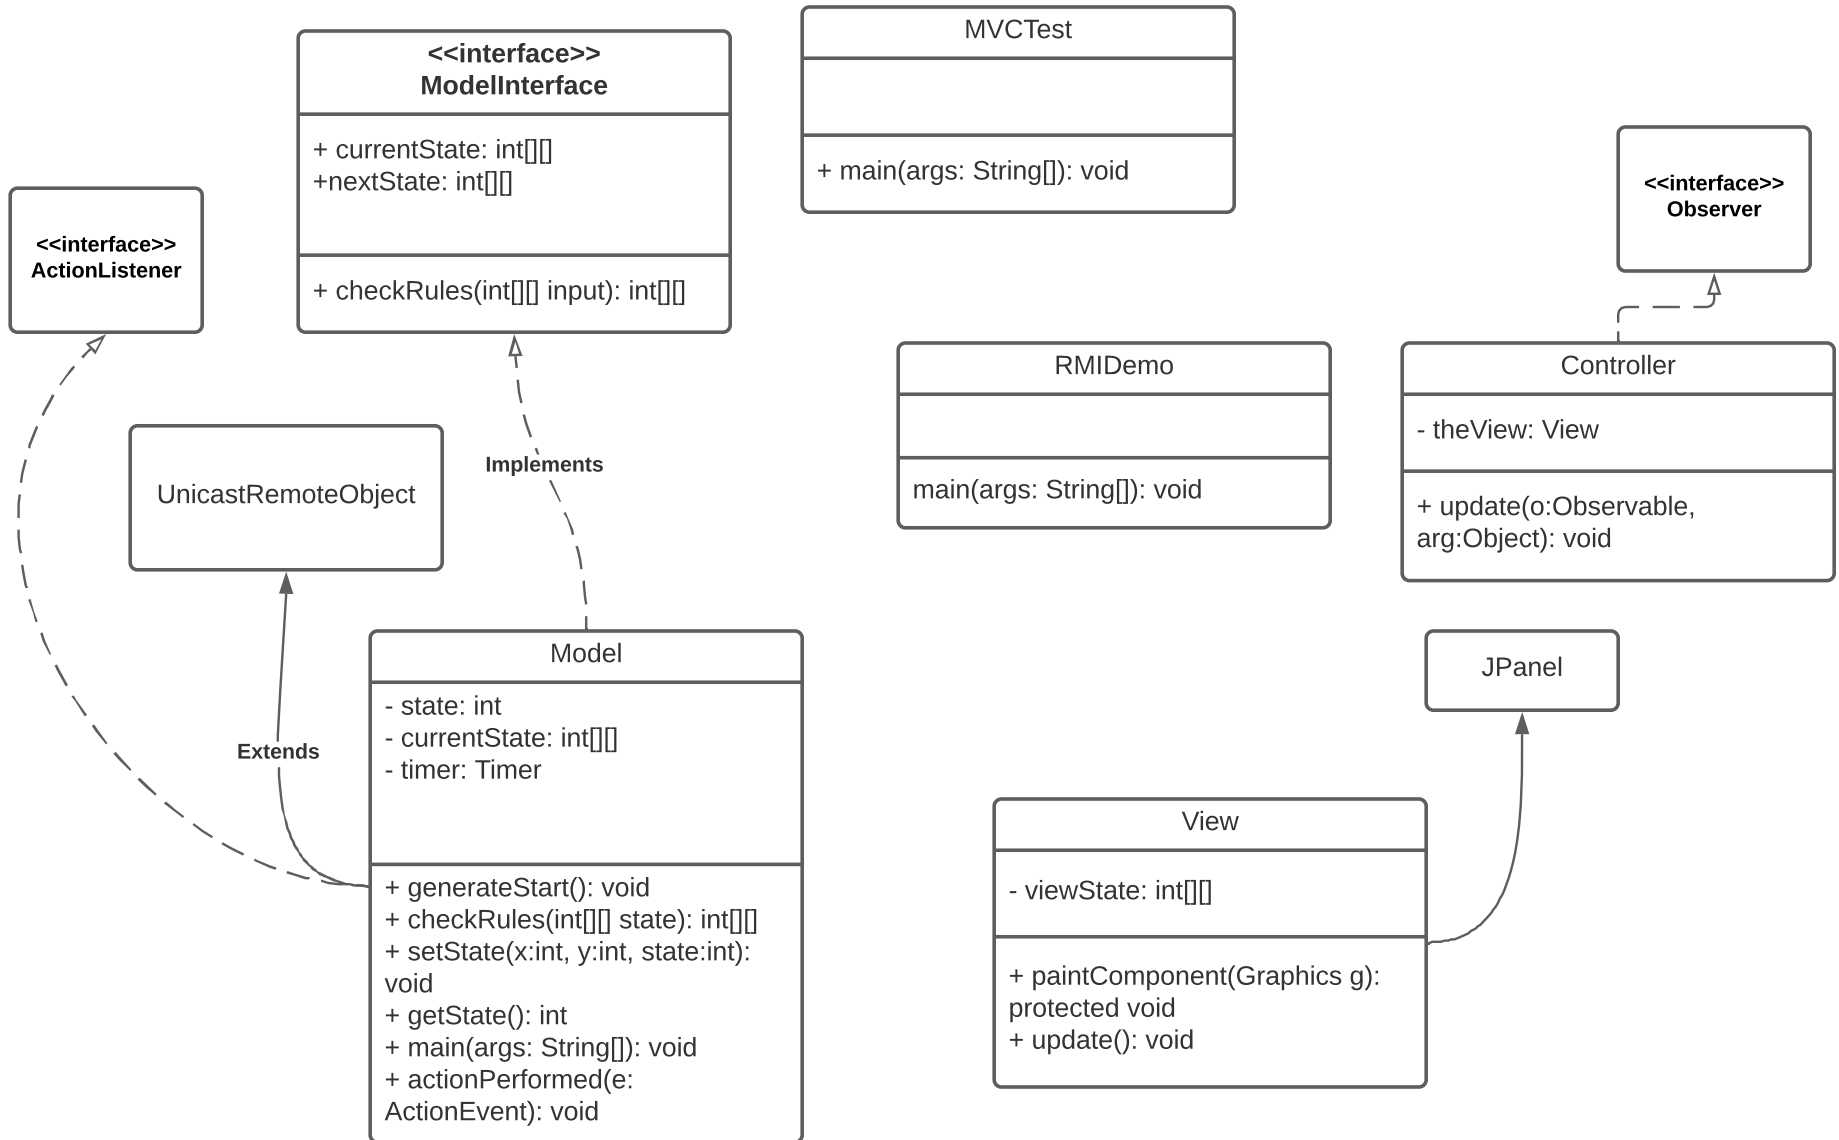 <<interface>>
ModelInterface
+ currentState: int[][]
+nextState: int[][]
+ checkRules(int[][] input): int[][]
MVCTest
+ main(args: String[]): void
<<interface>>
Observer
<<interface>>
ActionListener
RMIDemo
main(args: String[]): void
Controller
- theView: View
+ update(o:Observable,
arg:Object): void
UnicastRemoteObject
Implements
Extends
Model
- state: int
- currentState: int[][]
- timer: Timer
+ generateStart(): void
+ checkRules(int[][] state): int[][]
+ setState(x:int, y:int, state:int):
void
+ getState(): int
+ main(args: String[]): void
+ actionPerformed(e:
ActionEvent): void
JPanel
View
- viewState: int[][]
+ paintComponent(Graphics g):
protected void
+ update(): void